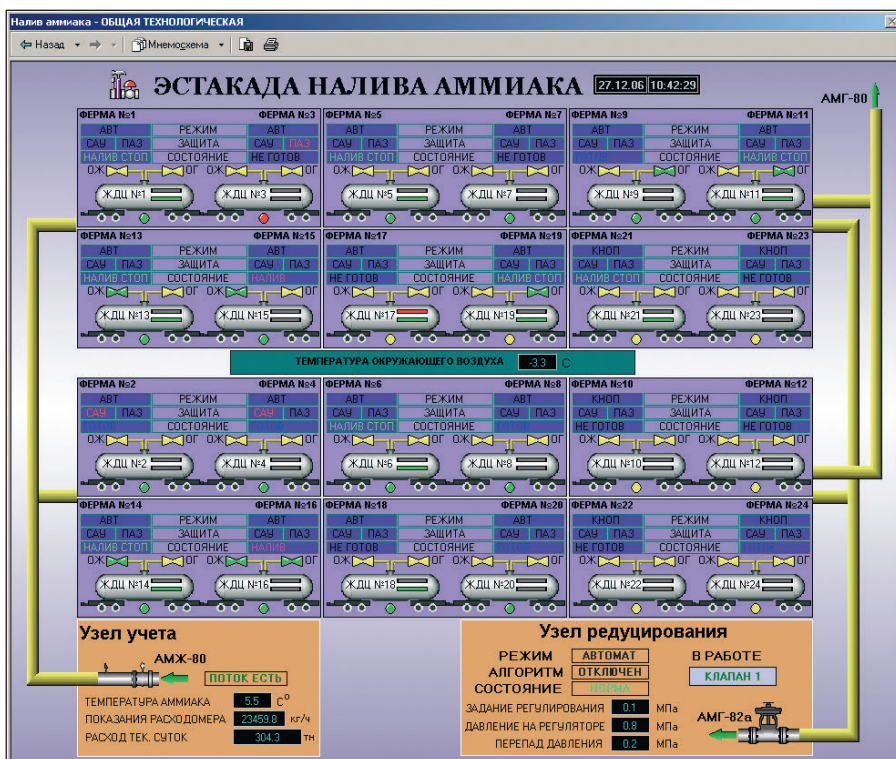 Налив аммиака - ОБЩАЯ ТЕХНОЛОГИЧЕСКАЯ
Назад Мнемосхема
ЭСТАКАДА НАЛИВА АММИАКА 27.12.06 10:42:29
АМГ-80
ФЕРМА №1 ФЕРМА №3 ФЕРМА №5 ФЕРМА №7 ФЕРМА №9 ФЕРМА №11
АВТ РЕЖИМ АВТ АВТ РЕЖИМ АВТ АВТ РЕЖИМ АВТ
САУ ПАЗ ЗАЩИТА САУ ПАЗ САУ ПАЗ ЗАЩИТА САУ ПАЗ САУ ПАЗ ЗАЩИТА САУ ПАЗ
НАЛИВ СТОП СОСТОЯНИЕ НЕ ГОТОВ НАЛИВ СТОП СОСТОЯНИЕ НЕ ГОТОВ ГОТОВ СОСТОЯНИЕ НАЛИВ СТОП
ОЖ ОГ ОЖ ОГ ОЖ ОГ ОЖ ОГ ОЖ ОГ ОЖ ОГ
ЖДЦ №1 ЖДЦ №3 ЖДЦ №5 ЖДЦ №7 ЖДЦ №9 ЖДЦ №11
ФЕРМА №13 ФЕРМА №15 ФЕРМА №17 ФЕРМА №19 ФЕРМА №21 ФЕРМА №23
АВТ РЕЖИМ АВТ АВТ РЕЖИМ АВТ КНОП РЕЖИМ КНОП
САУ ПАЗ ЗАЩИТА САУ ПАЗ САУ ПАЗ ЗАЩИТА САУ ПАЗ САУ ПАЗ ЗАЩИТА САУ ПАЗ
НАЛИВ СТОП СОСТОЯНИЕ НАЛИВ НЕ ГОТОВ СОСТОЯНИЕ НАЛИВ СТОП НАЛИВ СТОП СОСТОЯНИЕ НЕ ГОТОВ
ОЖ ОГ ОЖ ОГ ОЖ ОГ ОЖ ОГ ОЖ ОГ ОЖ ОГ
ЖДЦ №13 ЖДЦ №15 ЖДЦ №17 ЖДЦ №19 ЖДЦ №21 ЖДЦ №23
ТЕМПЕРАТУРА ОКРУЖАЮЩЕГО ВОЗДУХА -3.3 С
ФЕРМА №2 ФЕРМА №4 ФЕРМА №6 ФЕРМА №8 ФЕРМА №10 ФЕРМА №12
АВТ РЕЖИМ АВТ АВТ РЕЖИМ АВТ КНОП РЕЖИМ КНОП
САУ ПАЗ ЗАЩИТА САУ ПАЗ САУ ПАЗ ЗАЩИТА САУ ПАЗ САУ ПАЗ ЗАЩИТА САУ ПАЗ
ГОТОВ СОСТОЯНИЕ ГОТОВ НАЛИВ СТОП СОСТОЯНИЕ ГОТОВ НЕ ГОТОВ СОСТОЯНИЕ НЕ ГОТОВ
ОЖ ОГ ОЖ ОГ ОЖ ОГ ОЖ ОГ ОЖ ОГ ОЖ ОГ
ЖДЦ №2 ЖДЦ №4 ЖДЦ №6 ЖДЦ №8 ЖДЦ №10 ЖДЦ №12
ФЕРМА №14 ФЕРМА №16 ФЕРМА №18 ФЕРМА №20 ФЕРМА №22 ФЕРМА №24
АВТ РЕЖИМ АВТ АВТ РЕЖИМ АВТ КНОП РЕЖИМ КНОП
САУ ПАЗ ЗАЩИТА САУ ПАЗ САУ ПАЗ ЗАЩИТА САУ ПАЗ САУ ПАЗ ЗАЩИТА САУ ПАЗ
НАЛИВ СТОП СОСТОЯНИЕ НАЛИВ НЕ ГОТОВ СОСТОЯНИЕ ГОТОВ НЕ ГОТОВ СОСТОЯНИЕ ГОТОВ
ОЖ ОГ ОЖ ОГ ОЖ ОГ ОЖ ОГ ОЖ ОГ ОЖ ОГ
ЖДЦ №14 ЖДЦ №16 ЖДЦ №18 ЖДЦ №20 ЖДЦ №22 ЖДЦ №24
Узел учета
АМЖ-80
ПОТОК ЕСТЬ
ТЕМПЕРАТУРА АММИАКА 5.5 С°
ПОКАЗАНИЯ РАСХОДОМЕРА 23459.8 кг/ч
РАСХОД ТЕК. СУТОК 304.3 тн
Узел редуцирования
РЕЖИМ АВТОМАТ В РАБОТЕ
АЛГОРИТМ ОТКЛЮЧЕН КЛАПАН 1
СОСТОЯНИЕ НОРМА
ЗАДАНИЕ РЕГУЛИРОВАНИЯ 0.1 МПа
АМГ-82а
ДАВЛЕНИЕ НА РЕГУЛЯТОРЕ 0.8 МПа
ПЕРЕПАД ДАВЛЕНИЯ 0.2 МПа